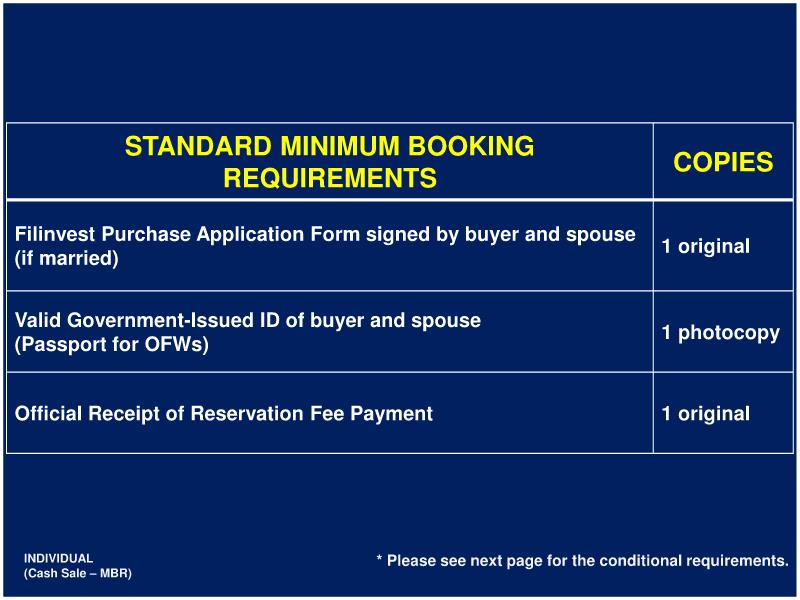 STANDARD MINIMUM BOOKING
REQUIREMENTS
COPIES
Filinvest Purchase Application Form signed by buyer and spouse
(if married)
1 original
Valid Government-Issued ID of buyer and spouse
(Passport for OFWs)
1 photocopy
Official Receipt of Reservation Fee Payment
1 original
INDIVIDUAL
(Cash Sale – MBR)
* Please see next page for the conditional requirements.